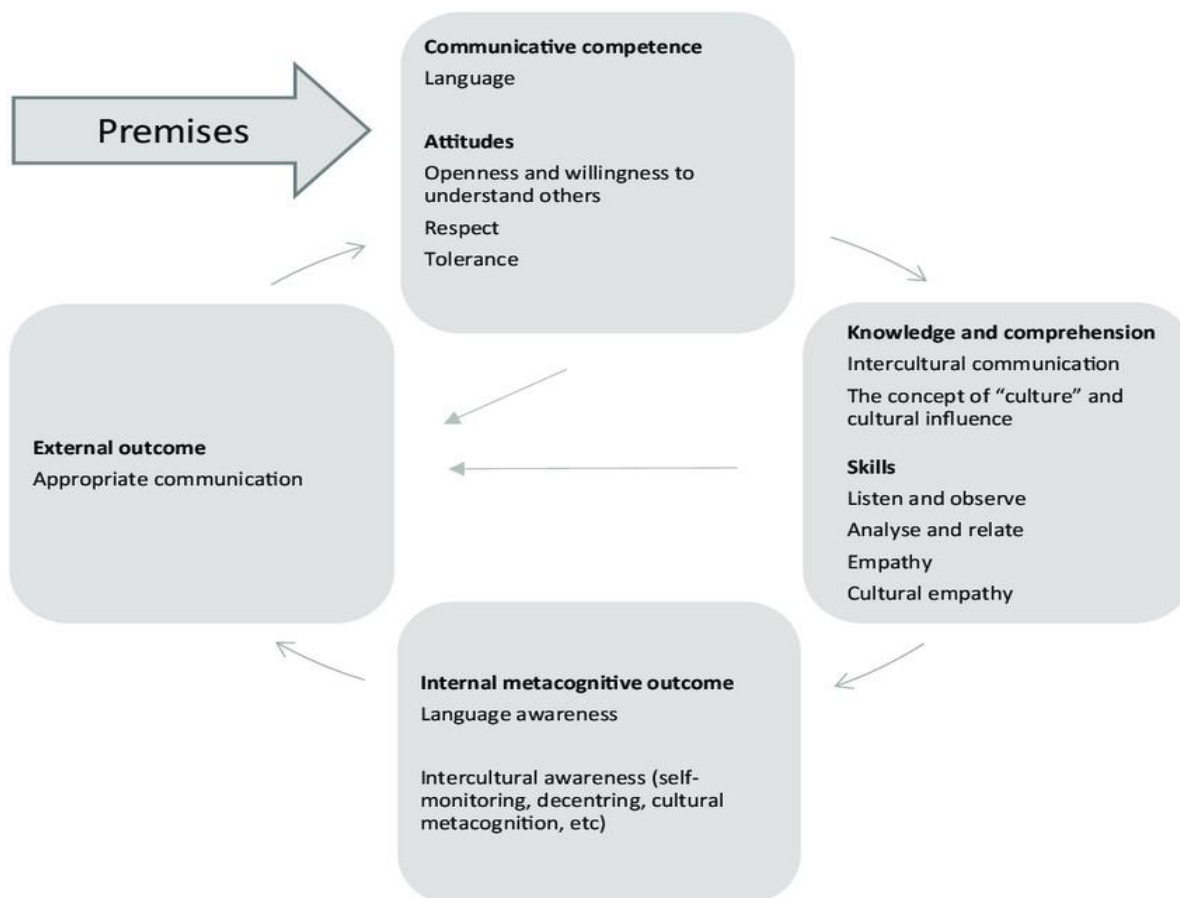 Premises
Communicative competence
Language
Attitudes
Openness and willingness to
understand others
Respect
Tolerance
Knowledge and comprehension
Intercultural communication
The concept of “culture” and
cultural influence
Skills
Listen and observe
Analyse and relate
Empathy
Cultural empathy
Internal metacognitive outcome
Language awareness
Intercultural awareness (self-
monitoring, decentring, cultural
metacognition, etc)
External outcome
Appropriate communication